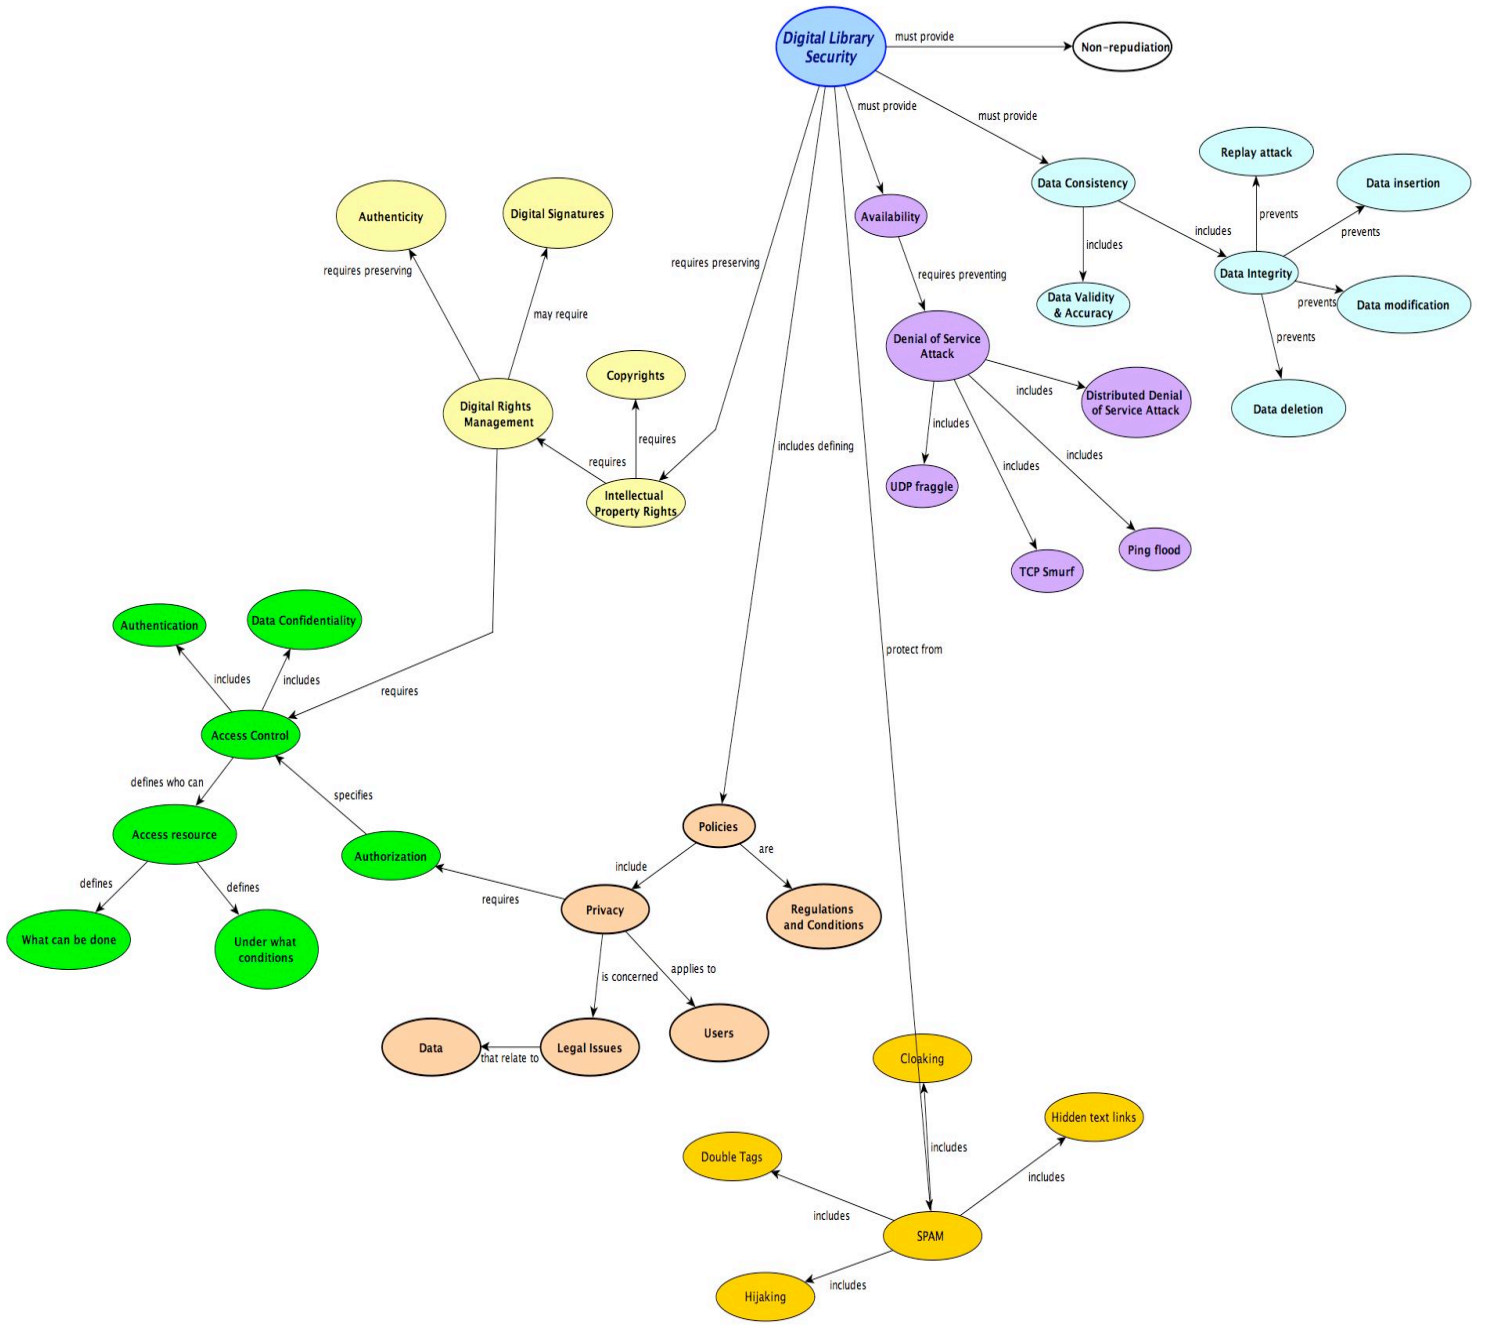 Digital Library
Security
must provide
Non-repudiation
must provide
must provide
Replay attack
Data insertion
Data Consistency
Authenticity
Digital Signatures
Availability
prevents
includes
prevents
includes
requires preserving
requires preserving
requires preventing
Data Integrity
Data Validity
& Accuracy
prevents
Data modification
may require
prevents
Denial of Service
Attack
Copyrights
includes
Distributed Denial
of Service Attack
Data deletion
Digital Rights
Management
includes
requires
includes defining
includes
requires
includes
UDP fraggle
Intellectual
Property Rights
Ping flood
TCP Smurf
Authentication
Data Confidentiality
protect from
includes
includes
requires
Access Control
defines who can
specifies
Policies
Access resource
are
Authorization
include
defines
defines
requires
Privacy
Regulations
and Conditions
What can be done
Under what
conditions
is concerned
applies to
Users
Data
that relate to
Legal Issues
Cloaking
Hidden text links
includes
Double Tags
includes
includes
SPAM
includes
Hijaking